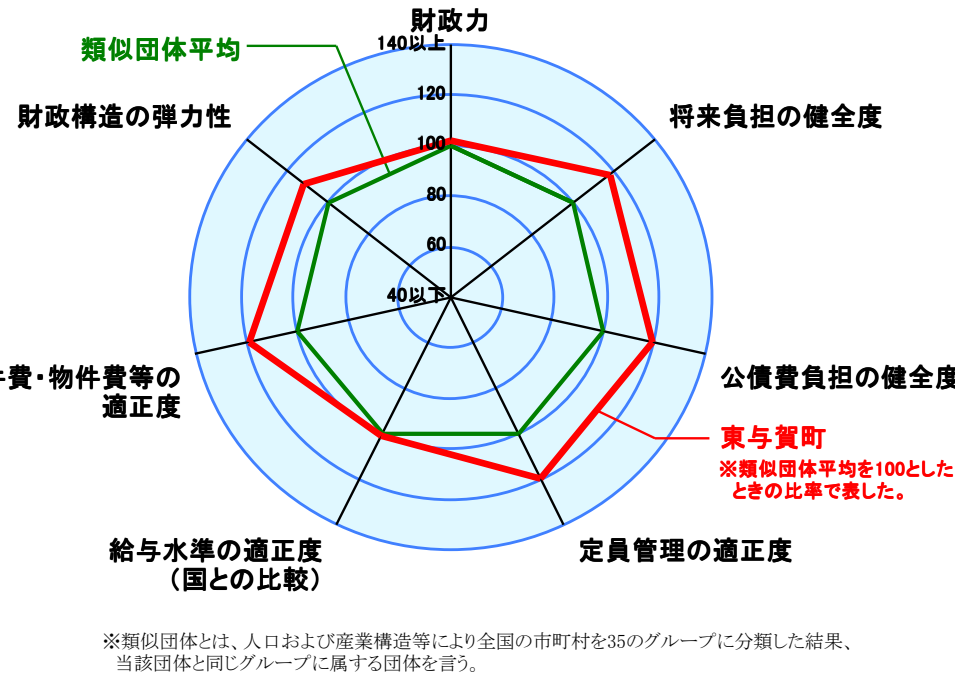 財政力
140以上
類似団体平均
120
財政構造の弾力性
将来負担の健全度
100
80
60
40以下
件費・物件費等の
適正度
公債費負担の健全度
東与賀町
※類似団体平均を100とした
ときの比率で表した。
給与水準の適正度
（国との比較）
定員管理の適正度
※類似団体とは、人口および産業構造等により全国の市町村を35のグループに分類した結果、
当該団体と同じグループに属する団体を言う。